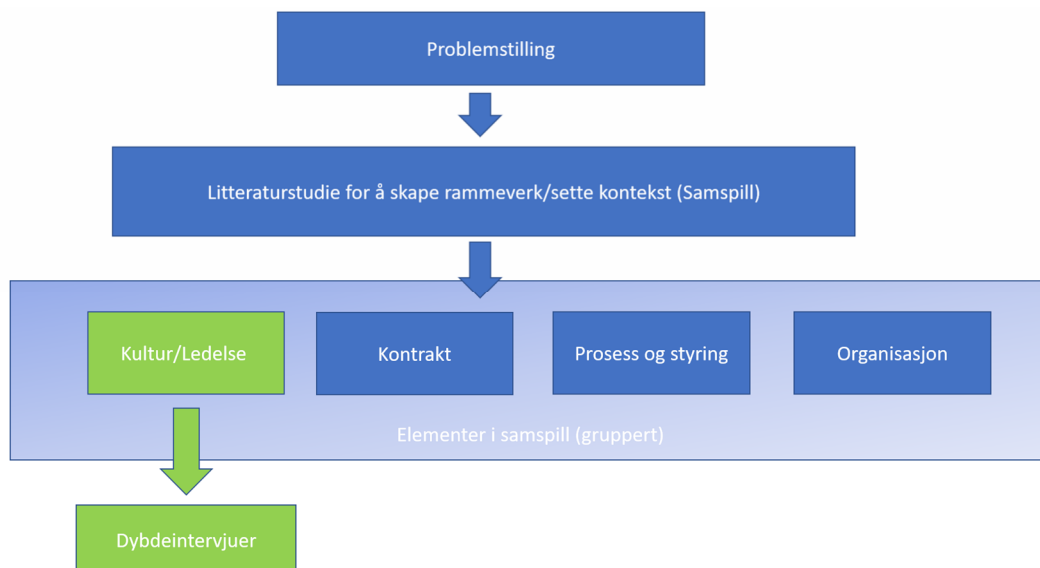 Problemstilling
Litteraturstudie for å skape rammeverk/sette kontekst (Samspill)
Kultur/Ledelse
Kontrakt
Prosess og styring
Organisasjon
Elementer i samspill (gruppert)
Dybdeintervjuer